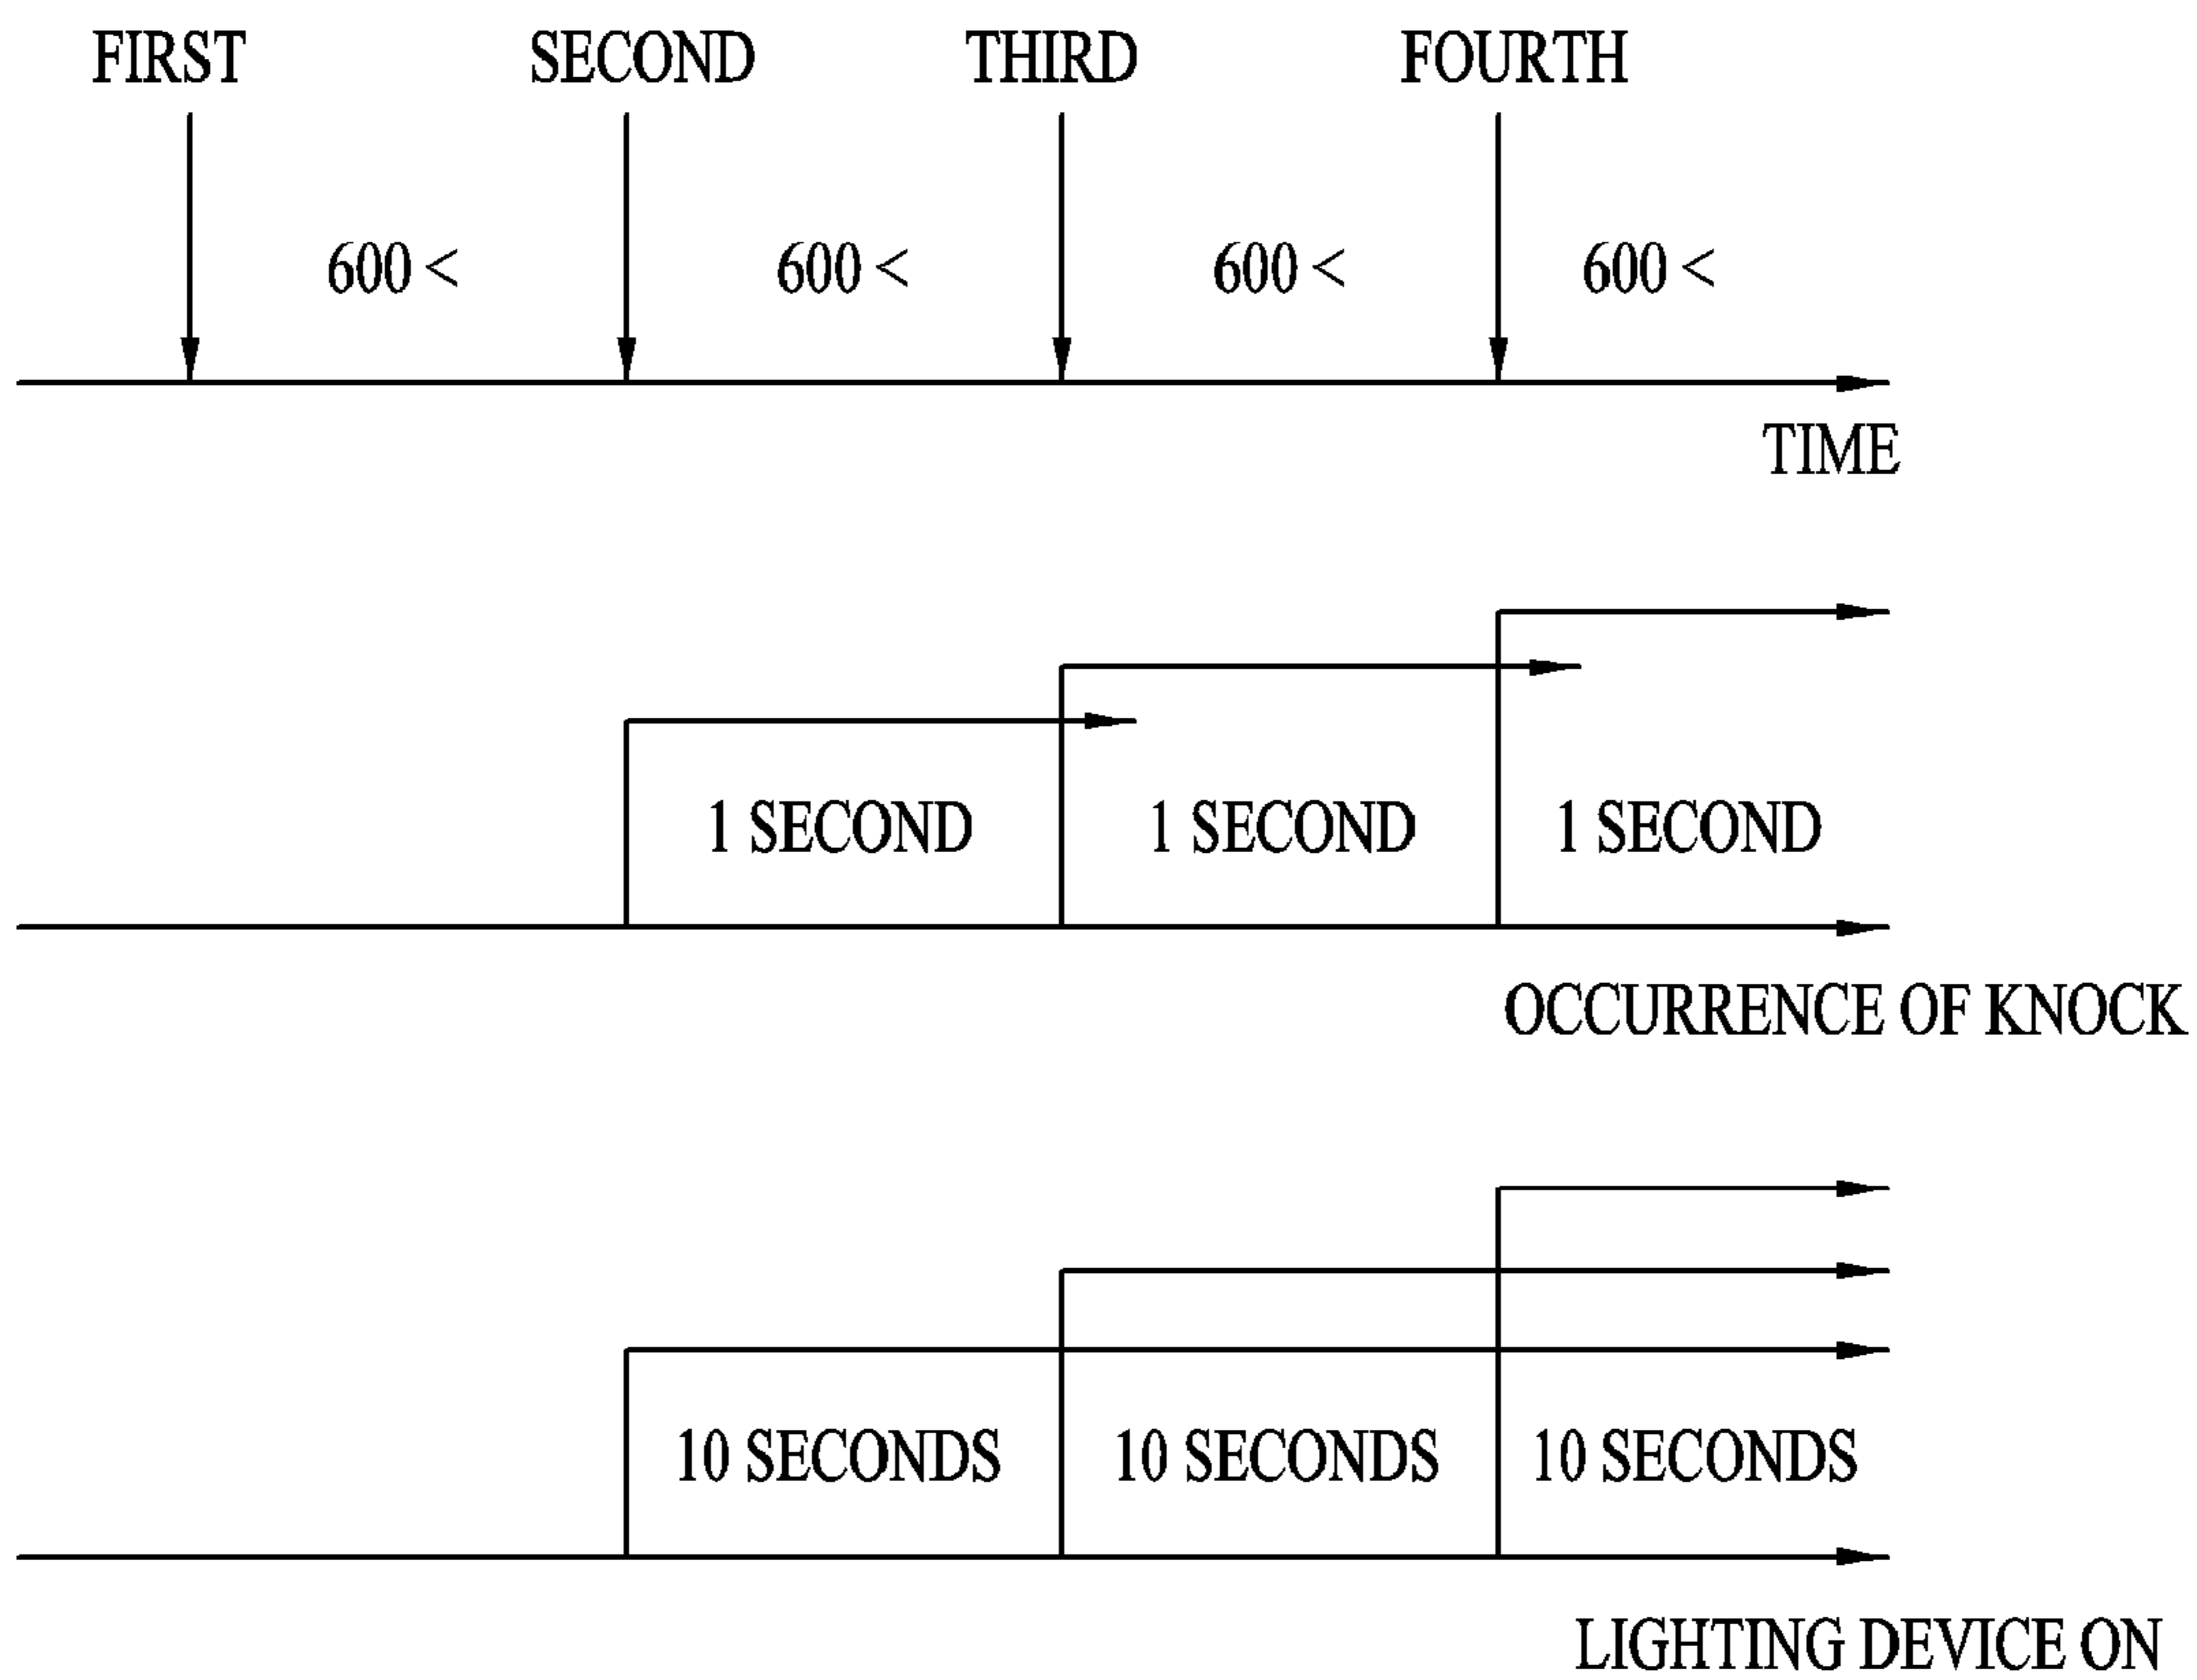 FIRST SECOND THIRD FOURTH
600 < 600 < 600 < 600 <
TIME
1 SECOND 1 SECOND 1 SECOND
OCCURRENCE OF KNOCK
10 SECONDS 10 SECONDS 10 SECONDS
LIGHTING DEVICE ON